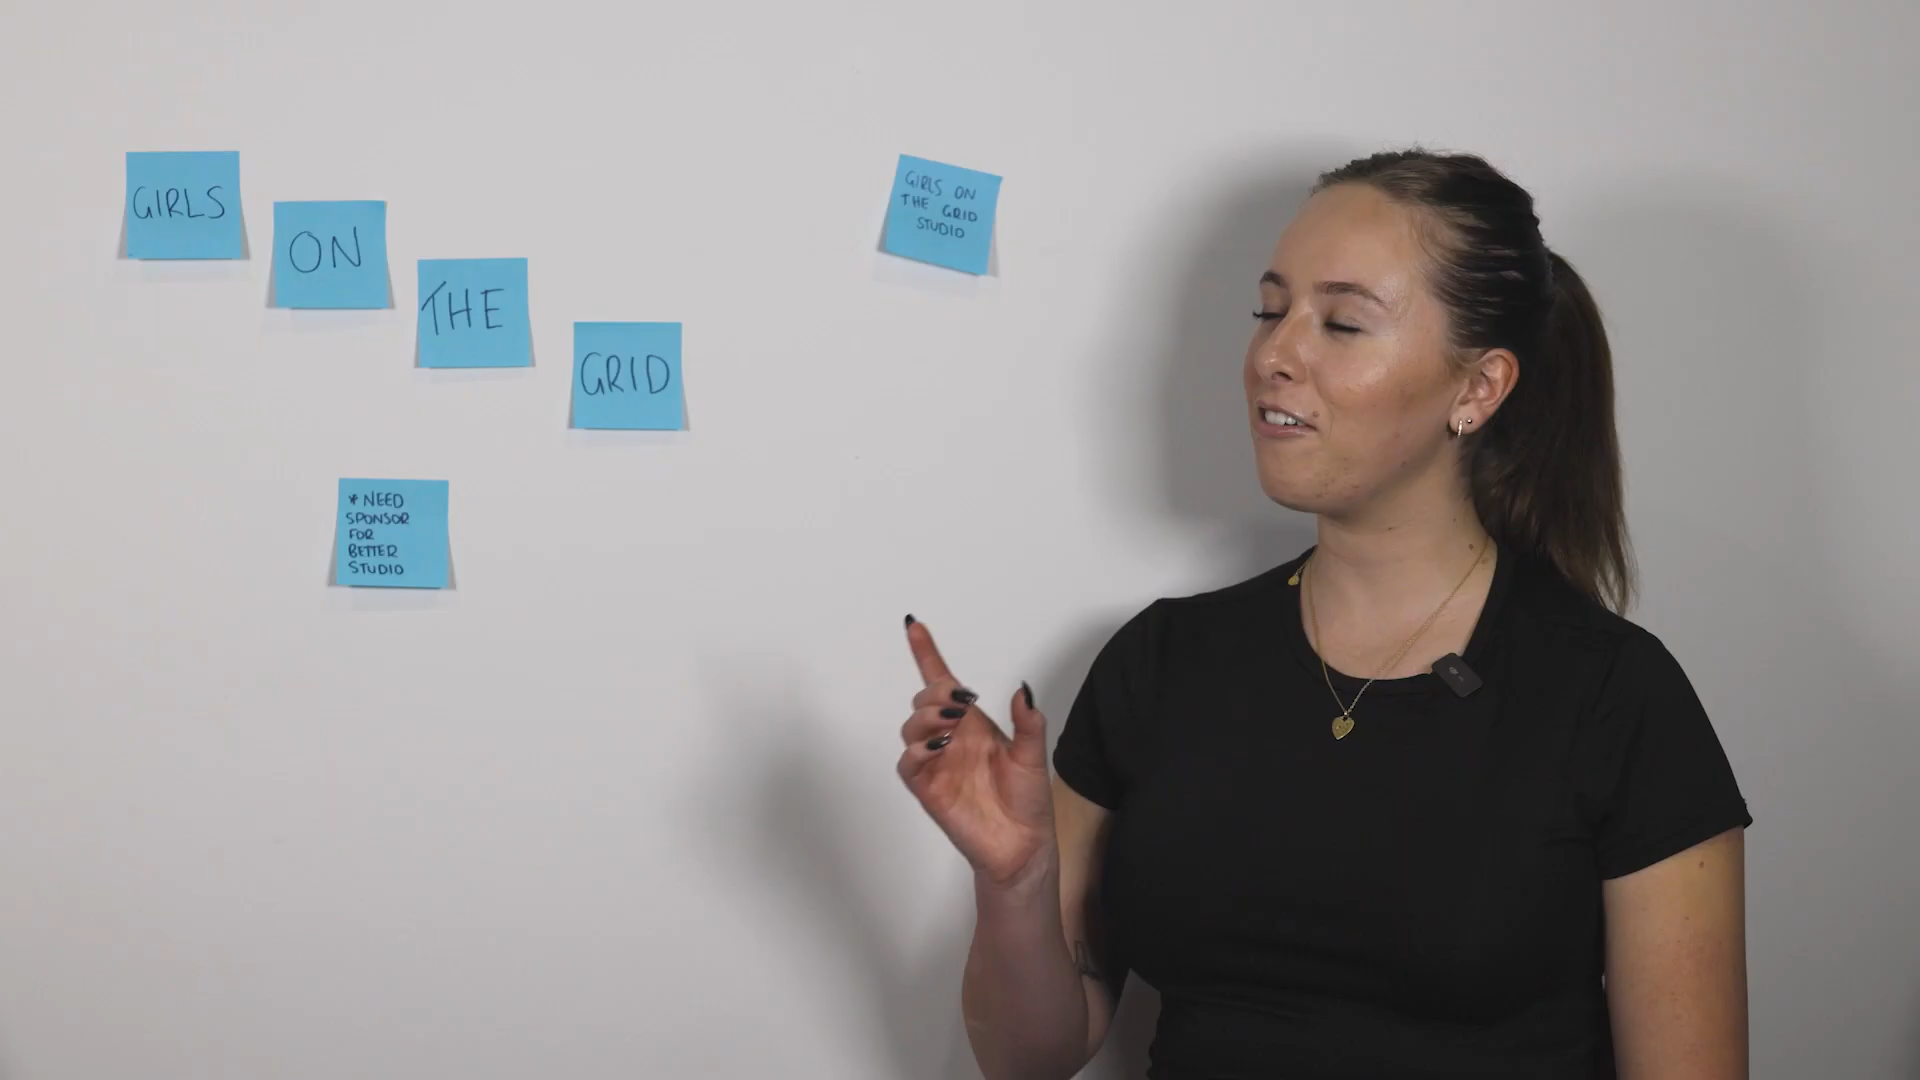 GIRLS
ON
THE
GRID
GIRLS ON
THE GRID
STUDIO
* NEED
SPONSOR
FOR
BETTER
STUDIO